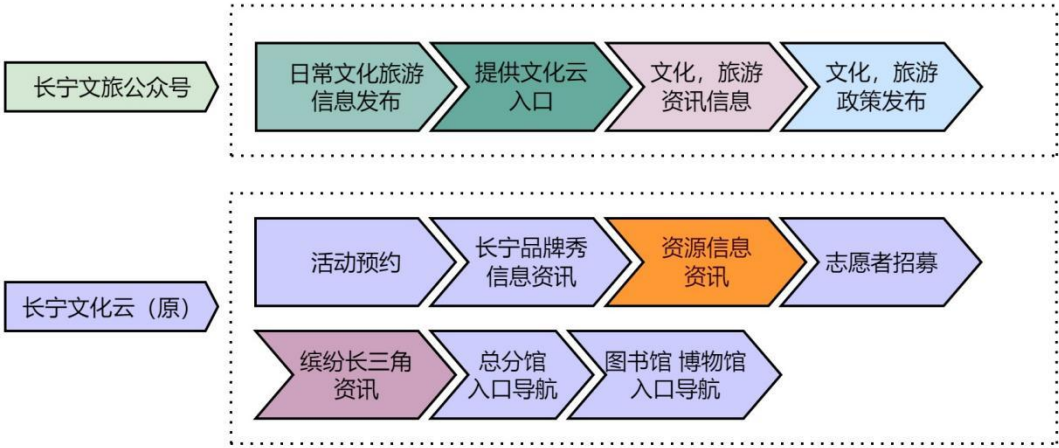 长宁文旅公众号
日常文化旅游
信息发布
提供文化云
入口
文化，旅游
资讯信息
文化，旅游
政策发布
长宁文化云（原）
活动预约
长宁品牌秀
信息资讯
资源信息
资讯
志愿者招募
缤纷长三角
资讯
总分馆
入口导航
图书馆 博物馆
入口导航